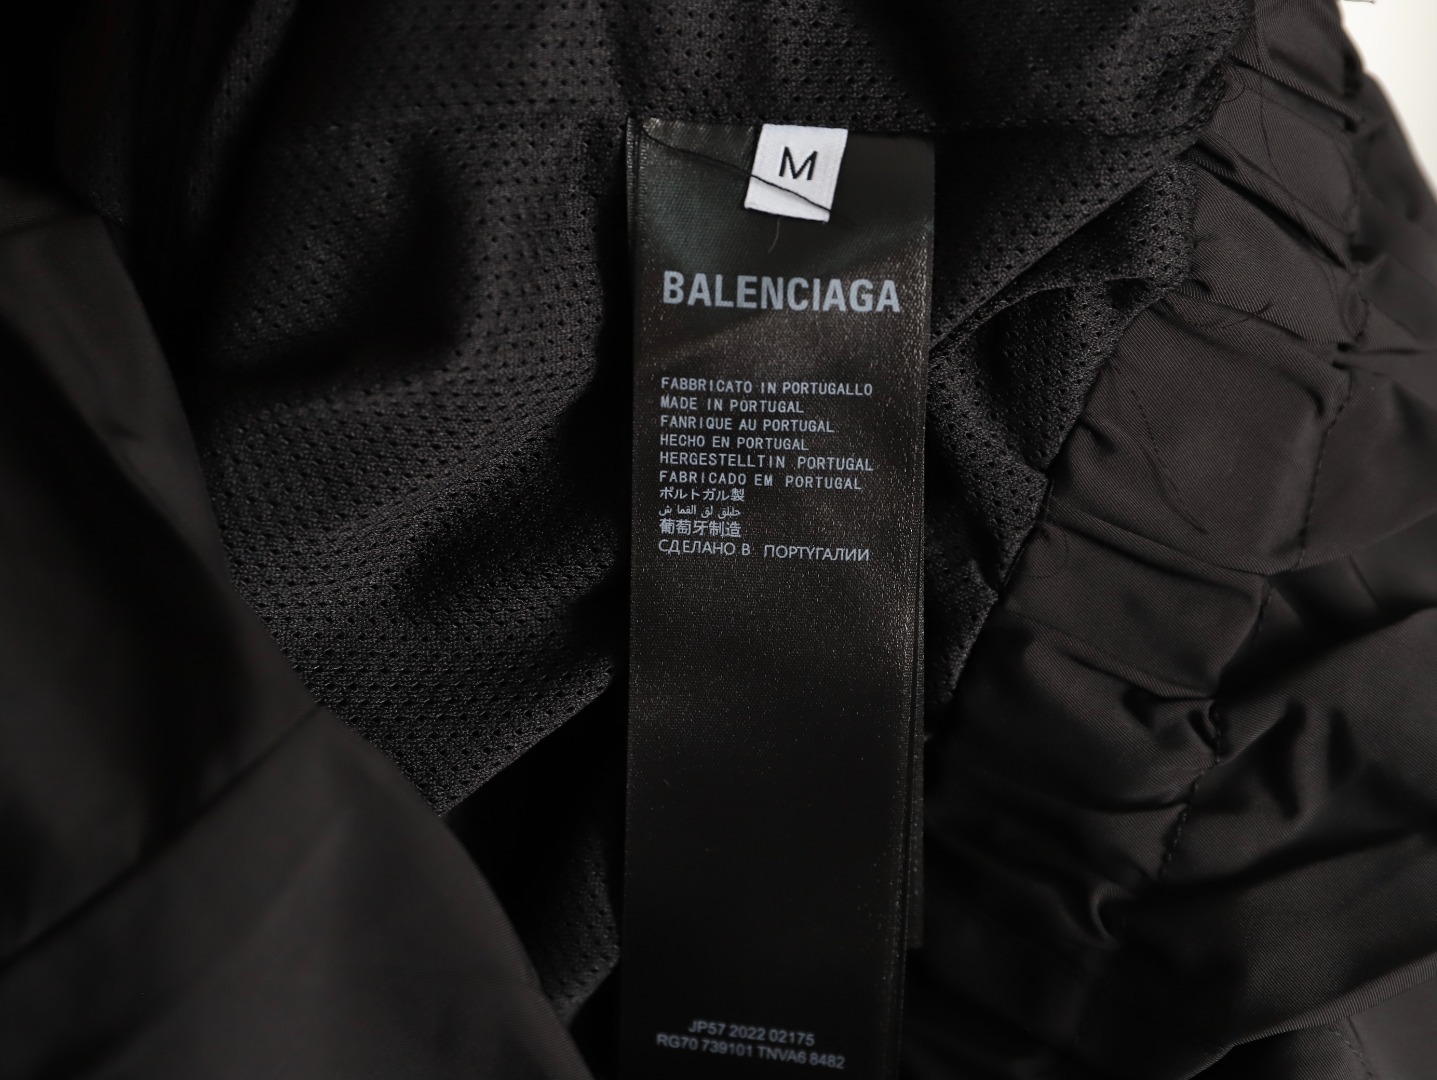 M
BALENCIAGA
FABBRICATO IN PORTUGALLO
MADE IN PORTUGAL
FANRIQUE AU PORTUGAL
HECHO EN PORTUGAL
HERGESTELLTIN PORTUGAL
FABRICADO EM PORTUGAL
ポルトガル製
葡萄牙制造
СДЕЛАНО В ПОРТУГАЛИИ
JP57 2022 02175
RG70 739101 TNVA6 8482